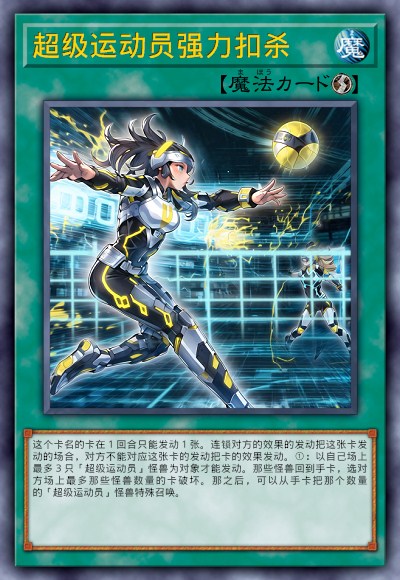 超级运动员强力扣杀
魔
【魔法カード】
まほう
这个卡名的卡在１回合只能发动１张。连锁对方的效果的发动把这张卡发
动的场合，对方不能对应这张卡的发动把卡的效果发动。①：以自己场上
最多３只「超级运动员」怪兽为对象才能发动。那些怪兽回到手卡，选对
方场上最多那些怪兽数量的卡破坏。那之后，可以从手卡把那个数量
的「超级运动员」怪兽特殊召唤。